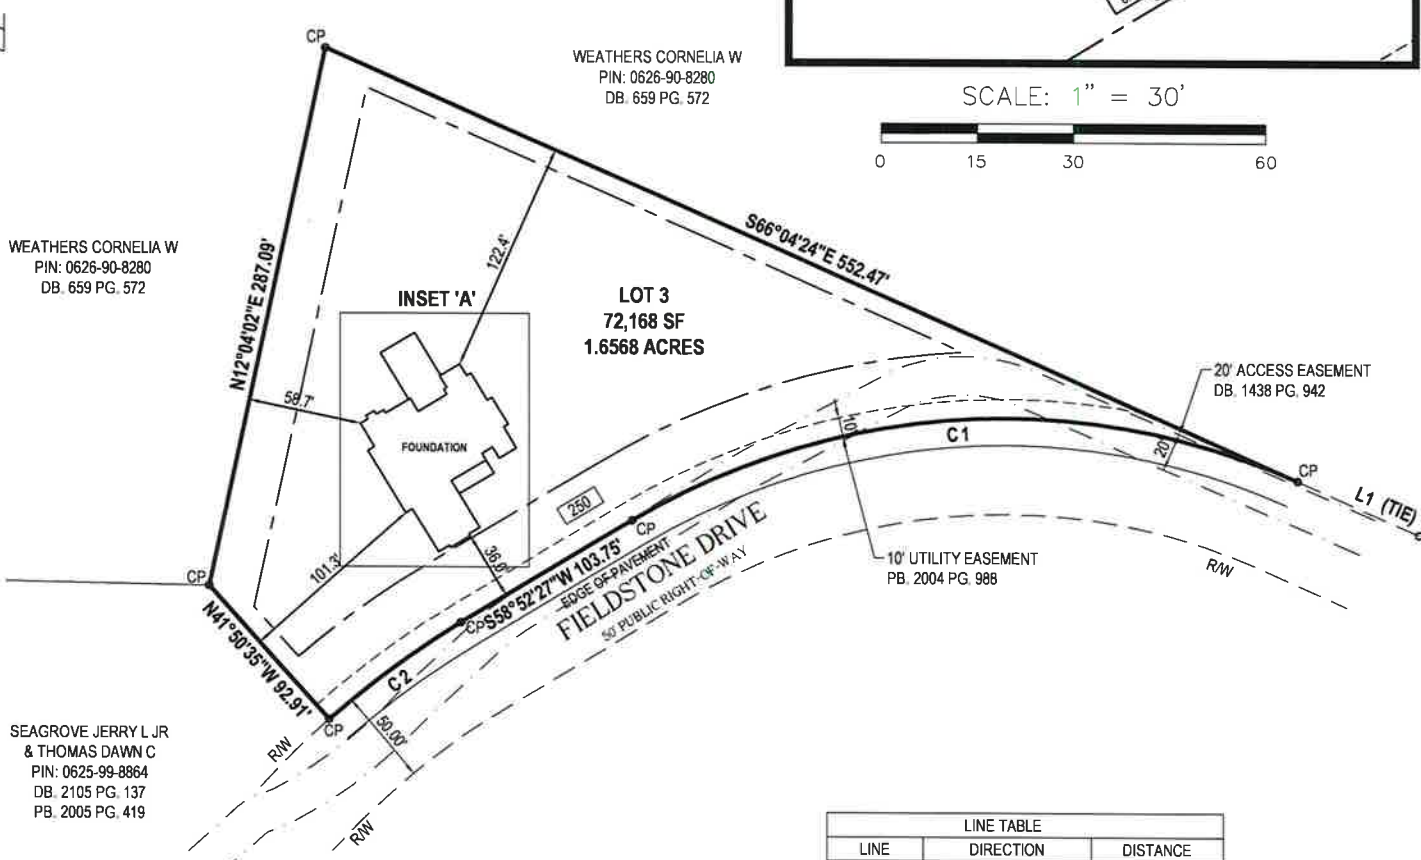 CP
WEATHERS CORNELIA W
PIN: 0626-90-8280
DB. 659 PG. 572
SCALE: 1" = 30'
0 15 30 60
WEATHERS CORNELIA W
PIN: 0626-90-8280
DB. 659 PG. 572
N12°04'02"E 287.09'
S66°04'24"E 552.47'
122.4'
INSET 'A'
LOT 3
72,168 SF
1.6568 ACRES
58.7'
FOUNDATION
20' ACCESS EASEMENT
DB. 1438 PG. 942
10'
C1
20'
CP
L1 (TIE)
250
CP
36.0'
101.3'
S58°52'27"W 103.75'
EDGE OF PAVEMENT
FIELDSTONE DRIVE
50' PUBLIC RIGHT-OF-WAY
10' UTILITY EASEMENT
PB. 2004 PG. 988
R/W
CP
CP
N41°50'35"W 92.91'
C2
CP
50.00'
R/W
R/W
SEAGROVE JERRY L JR
& THOMAS DAWN C
PIN: 0625-99-8864
DB. 2105 PG. 137
PB. 2005 PG. 419
LINE TABLE
LINE DIRECTION DISTANCE